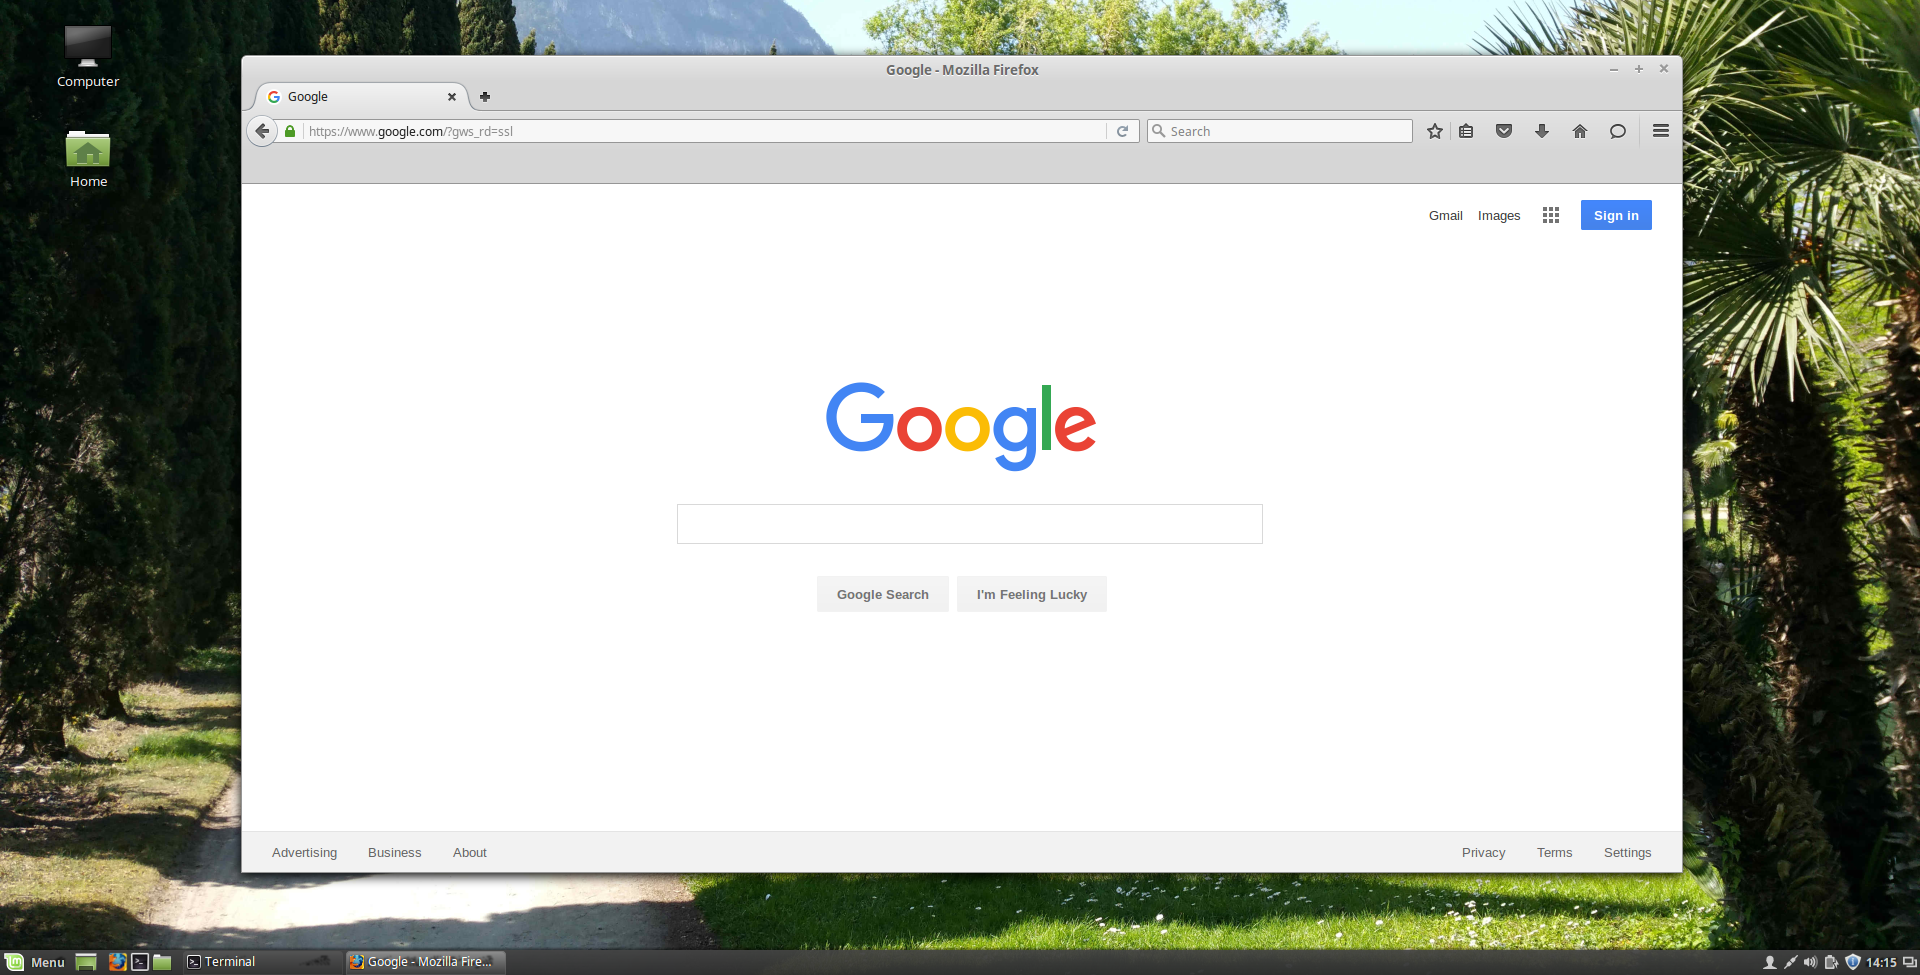 Computer
Home
Google - Mozilla Firefox
Google
https://www.google.com/?gws_rd=ssl
Search
Gmail Images Sign in
Google
Google Search I'm Feeling Lucky
Advertising Business About Privacy Terms Settings
Menu Terminal Google - Mozilla Fire... 14:15